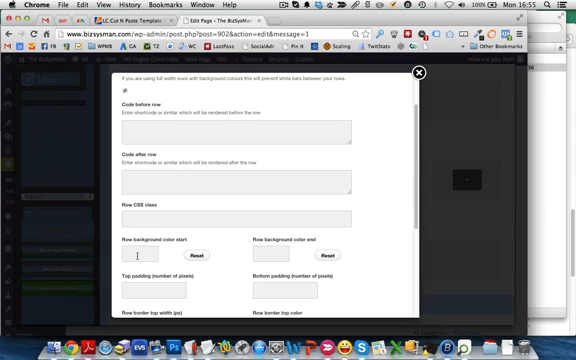 Chrome File Edit View History Bookmarks Window Help
100%
Mon 16:55
LC Cut N Paste Template
Edit Page ‹ The BizSysman
www.bizsysman.com/wp-admin/post.php?post=902&action=edit&message=1
WPMB
GA
WC
LastPass
SocialAdr
Pin It
Scaling
TwitStats
Other Bookmarks
If you are using full width rows with background colours this will prevent white bars between your rows.
Code before row
Enter shortcode or similar which will be rendered before the row
Code after row
Enter shortcode or similar which will be rendered after the row
Row CSS class
Row background color start
Row background color end
Reset
Reset
Top padding (number of pixels)
Bottom padding (number of pixels)
Row border top width (px)
Row border top color